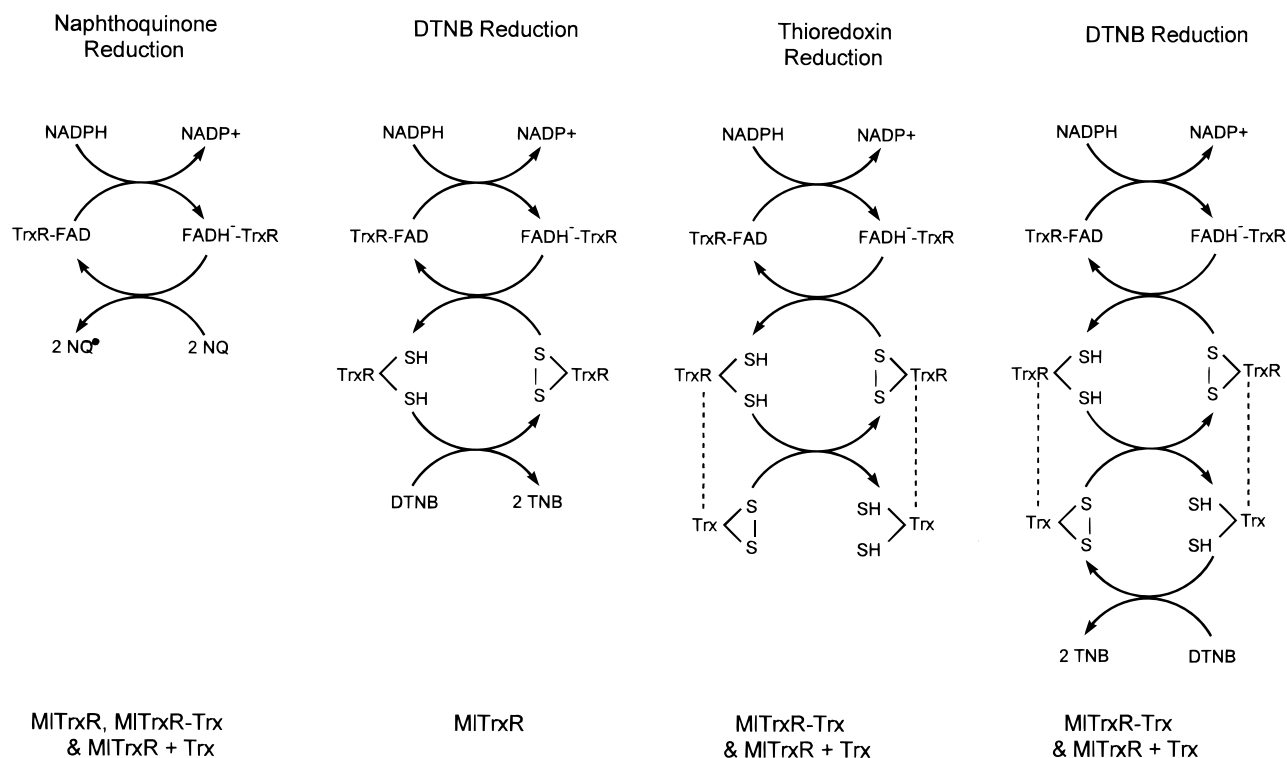 Naphthoquinone
Reduction
NADPH NADP+
TrxR-FAD FADH⁻-TrxR
2 NQ• 2 NQ
MlTrxR, MlTrxR-Trx
& MlTrxR + Trx
DTNB Reduction
NADPH NADP+
TrxR-FAD FADH⁻-TrxR
SH S
TrxR TrxR
SH S
DTNB 2 TNB
MlTrxR
Thioredoxin
Reduction
NADPH NADP+
TrxR-FAD FADH⁻-TrxR
SH S
TrxR TrxR
SH S
S SH
Trx Trx
S SH
MlTrxR-Trx
& MlTrxR + Trx
DTNB Reduction
NADPH NADP+
TrxR-FAD FADH⁻-TrxR
SH S
TrxR TrxR
SH S
S SH
Trx Trx
S SH
2 TNB DTNB
MlTrxR-Trx
& MlTrxR + Trx